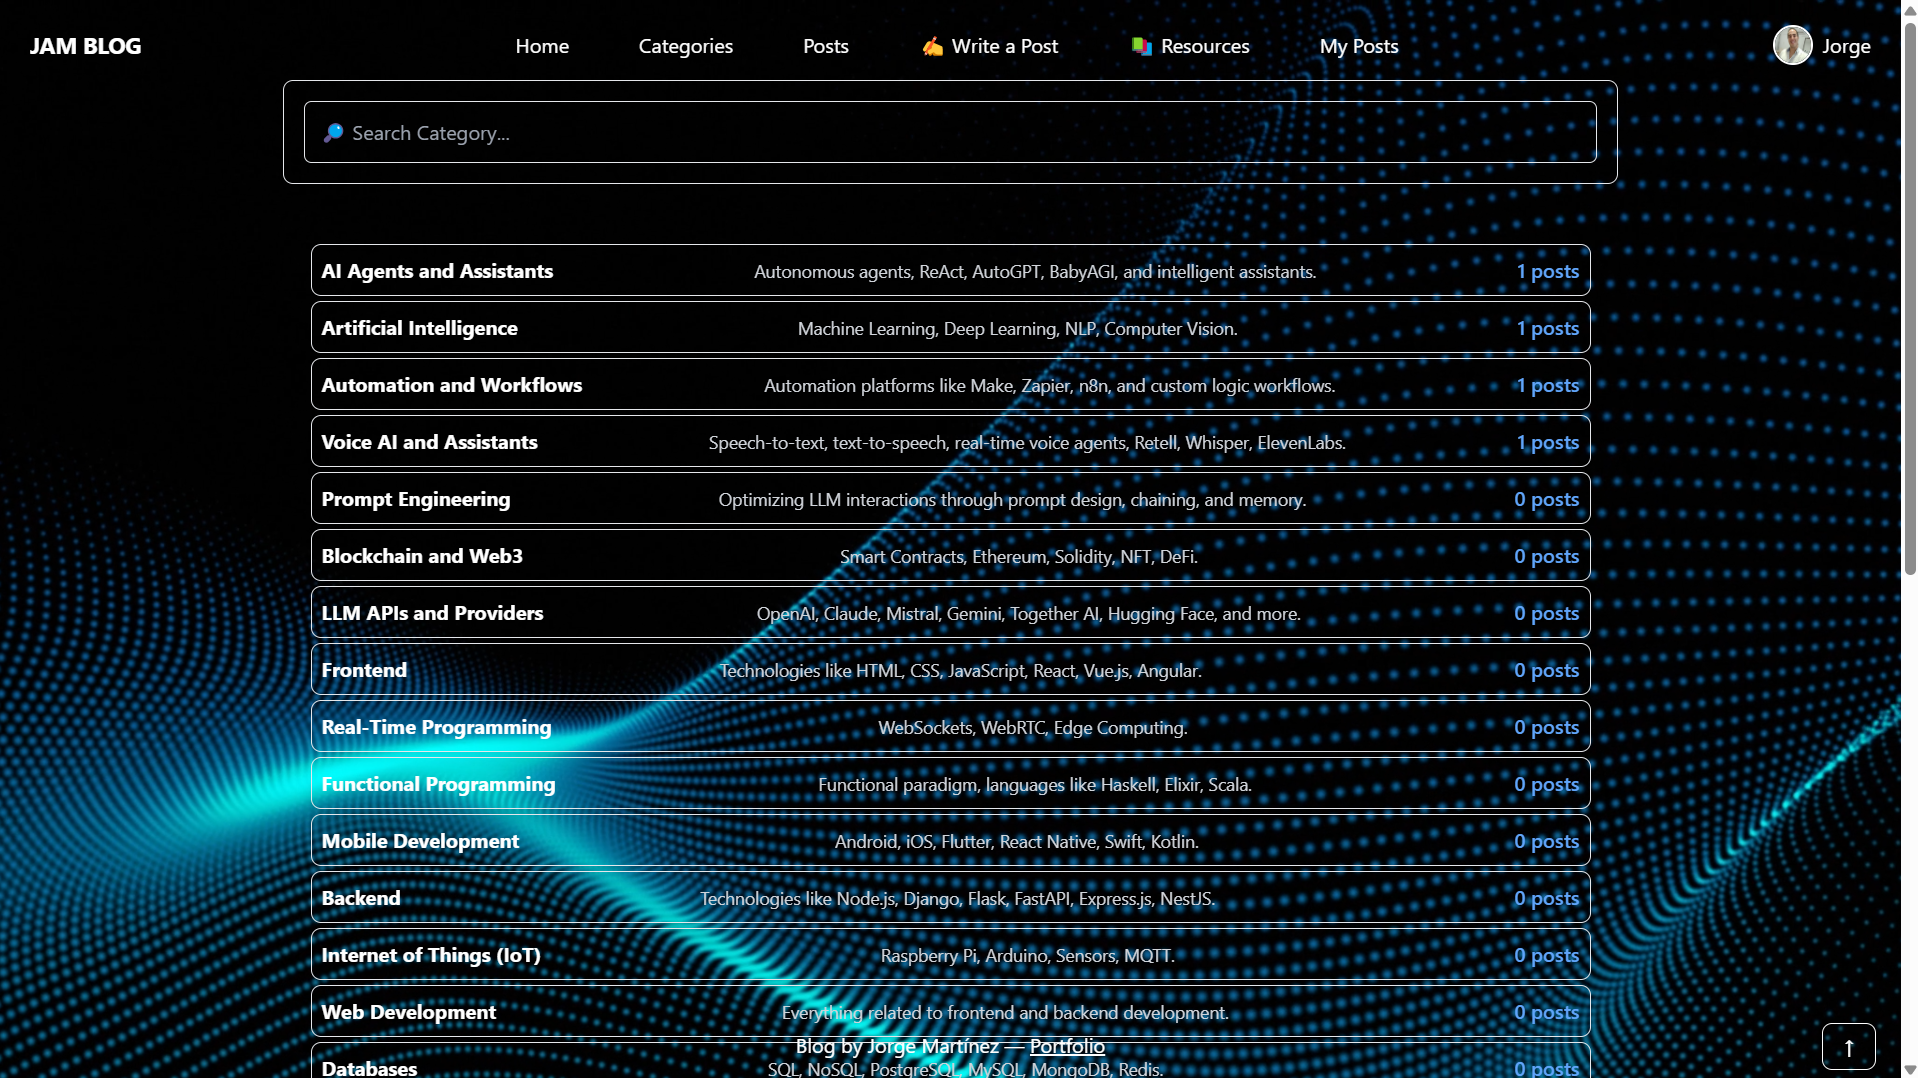 JAM BLOG
Home
Categories
Posts
✍️ Write a Post
📚 Resources
My Posts
Jorge
🔎 Search Category...
AI Agents and Assistants Autonomous agents, ReAct, AutoGPT, BabyAGI, and intelligent assistants. 1 posts
Artificial Intelligence Machine Learning, Deep Learning, NLP, Computer Vision. 1 posts
Automation and Workflows Automation platforms like Make, Zapier, n8n, and custom logic workflows. 1 posts
Voice AI and Assistants Speech-to-text, text-to-speech, real-time voice agents, Retell, Whisper, ElevenLabs. 1 posts
Prompt Engineering Optimizing LLM interactions through prompt design, chaining, and memory. 0 posts
Blockchain and Web3 Smart Contracts, Ethereum, Solidity, NFT, DeFi. 0 posts
LLM APIs and Providers OpenAI, Claude, Mistral, Gemini, Together AI, Hugging Face, and more. 0 posts
Frontend Technologies like HTML, CSS, JavaScript, React, Vue.js, Angular. 0 posts
Real-Time Programming WebSockets, WebRTC, Edge Computing. 0 posts
Functional Programming Functional paradigm, languages like Haskell, Elixir, Scala. 0 posts
Mobile Development Android, iOS, Flutter, React Native, Swift, Kotlin. 0 posts
Backend Technologies like Node.js, Django, Flask, FastAPI, Express.js, NestJS. 0 posts
Internet of Things (IoT) Raspberry Pi, Arduino, Sensors, MQTT. 0 posts
Web Development Everything related to frontend and backend development. 0 posts
Blog by Jorge Martínez — Portfolio
↑
Databases SQL, NoSQL, PostgreSQL, MySQL, MongoDB, Redis. 0 posts